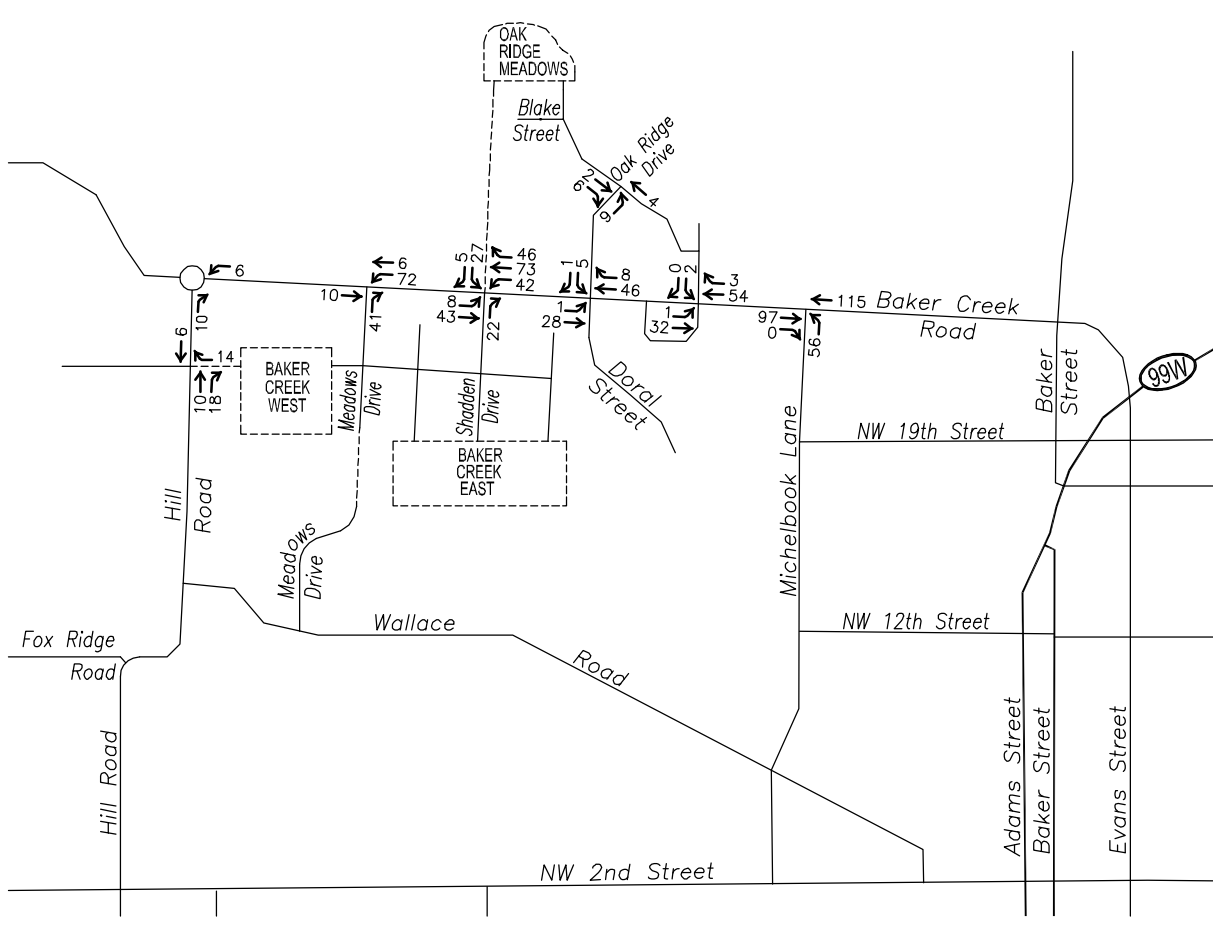 OAK
RIDGE
MEADOWS
Blake
Street
Oak Ridge
Drive
2
6
9
4
6
6
72
5
27
46
73
42
1
5
8
46
0
2
3
54
115
Baker Creek
Road
10
10
41
8
43
22
1
28
1
32
97
0
56
6
14
10
18
BAKER
CREEK
WEST
Meadows
Drive
Shadden
Drive
BAKER
CREEK
EAST
Doral
Street
Baker
Street
99W
NW 19th Street
Michelbook Lane
Hill
Road
Meadows
Drive
Wallace
Road
NW 12th Street
Fox Ridge
Road
Hill Road
Adams Street
Baker Street
Evans Street
NW 2nd Street